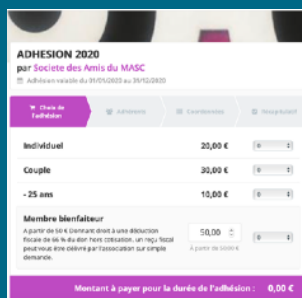 ADHESION 2020
par Societe des Amis du MASC
Adhésion valable du 01/01/2020 au 31/12/2020
Choix de
l'adhésion
Adhérents
Coordonnées
Récapitulatif
Individuel 20,00 € 0
Couple 30,00 € 0
- 25 ans 10,00 € 0
Membre bienfaiteur
A partir de 50 € Donnant droit à une déduction
fiscale de 66 % du don hors cotisation, un reçu fiscal
peut vous être délivré par l'association sur simple
demande.
50,00 0
A partir de 50,00 €
Montant à payer pour la durée de l'adhésion : 0,00 €